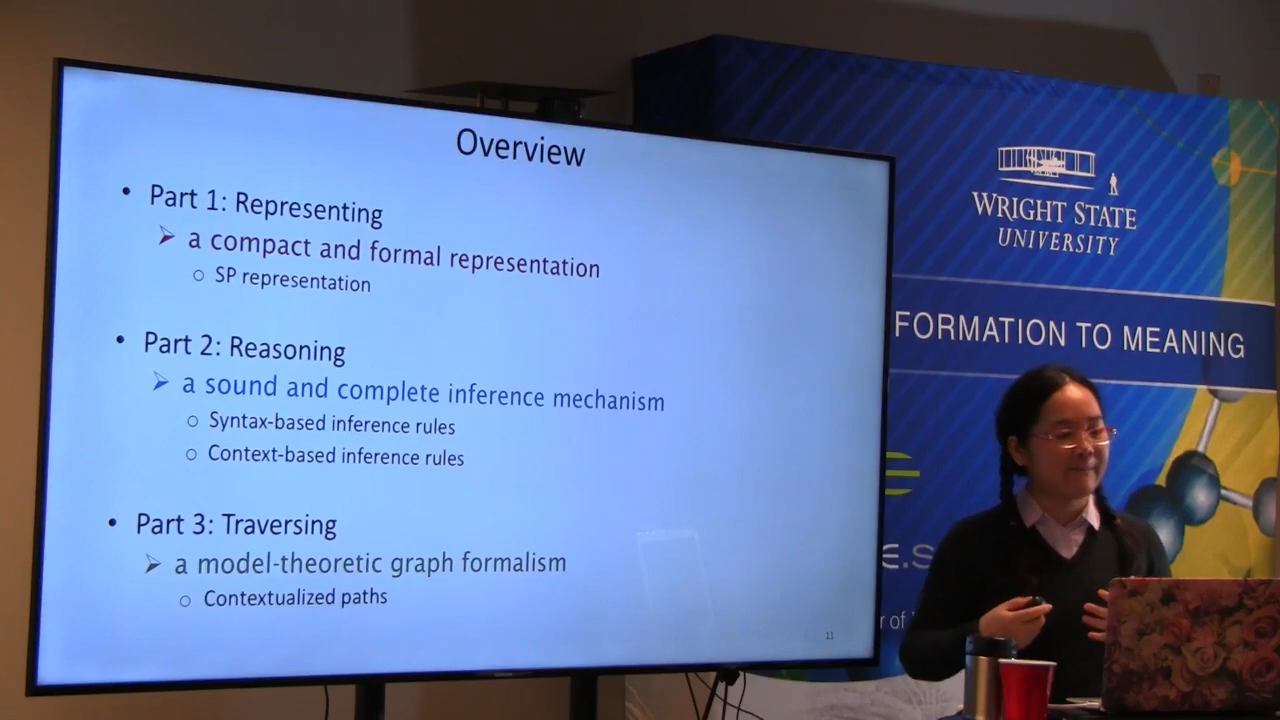 Overview
• Part 1: Representing
➢ a compact and formal representation
○ SP representation
• Part 2: Reasoning
➢ a sound and complete inference mechanism
○ Syntax-based inference rules
○ Context-based inference rules
• Part 3: Traversing
➢ a model-theoretic graph formalism
○ Contextualized paths
11
WRIGHT STATE
UNIVERSITY
FORMATION TO MEANING
E.S
r of